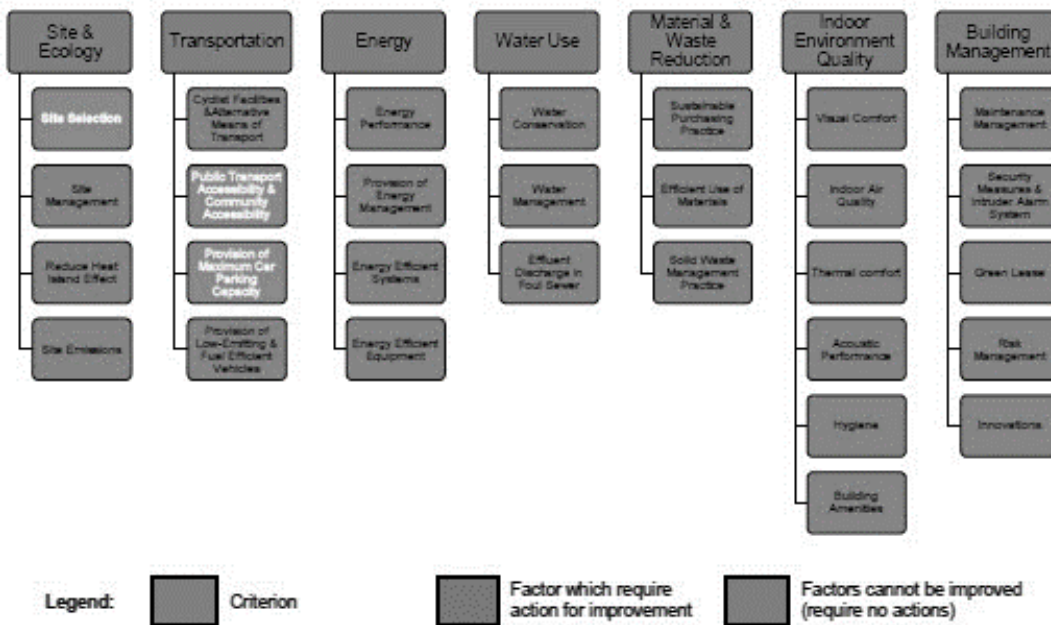 Site &
Ecology
Transportation
Energy
Water Use
Material &
Waste
Reduction
Indoor
Environment
Quality
Building
Management
Site Selection
Site
Management
Reduce Heat
Island Effect
Site Emissions
Cyclist Facilities
&Alternative
Means of
Transport
Public Transport
Accessibility &
Community
Accessibility
Provision of
Maximum Car
Parking
Capacity
Provision of
Low-Emitting &
Fuel Efficient
Vehicles
Energy
Performance
Provision of
Energy
Management
Energy Efficient
Systems
Energy Efficient
Equipment
Water
Conservation
Water
Management
Effluent
Discharge in
Foul Sewer
Sustainable
Purchasing
Practice
Efficient Use of
Materials
Solid Waste
Management
Practice
Visual Comfort
Indoor Air
Quality
Thermal comfort
Acoustic
Performance
Hygiene
Building
Amenities
Maintenance
Management
Security
Measures &
Intruder Alarm
System
Green Lease
Risk
Management
Innovations
Legend:
Criterion
Factor which require
action for improvement
Factors cannot be improved
(require no actions)